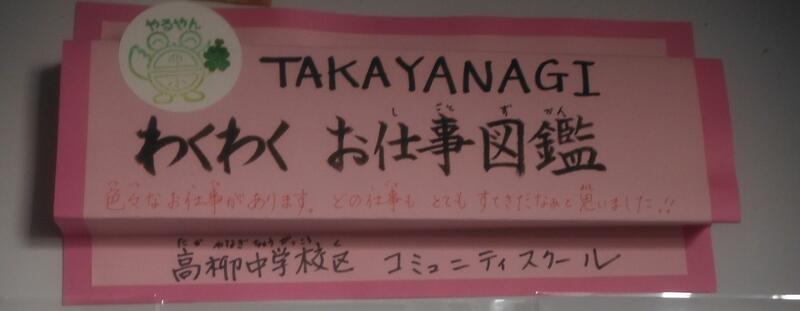 やるやん
TAKAYANAGI
わくわく お仕事図鑑
色々なお仕事があります。どの仕事も とても すてきだなぁと思いました!!
高柳中学校区 コミュニティスクール